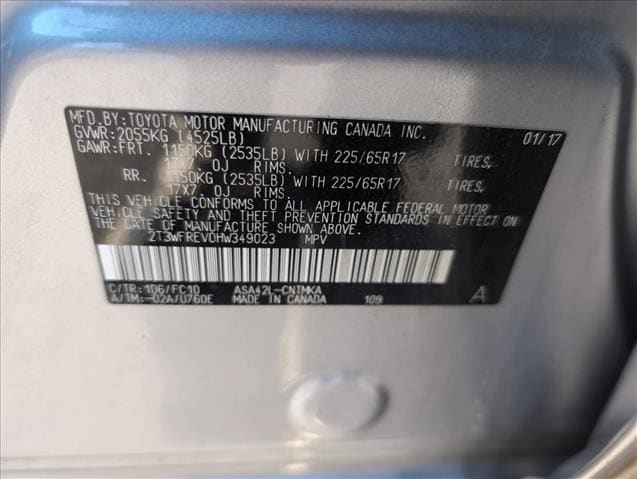 MFD. BY: TOYOTA MOTOR MANUFACTURING CANADA INC.
GVWR: 2055KG (4525LB) 01/17
GAWR: FRT. 1150KG (2535LB) WITH 225/65R17 TIRES,
17X7.0J RIMS.
RR. 1150KG (2535LB) WITH 225/65R17 TIRES,
17X7.0J RIMS.
THIS VEHICLE CONFORMS TO ALL APPLICABLE FEDERAL MOTOR
VEHICLE SAFETY AND THEFT PREVENTION STANDARDS IN EFFECT ON
THE DATE OF MANUFACTURE SHOWN ABOVE.
2T3WFREV0HW349023 MPV
C/TR: 1D6/FC10 ASA42L-CNTMKA
A/TM: -02A/U760E MADE IN CANADA 109 A